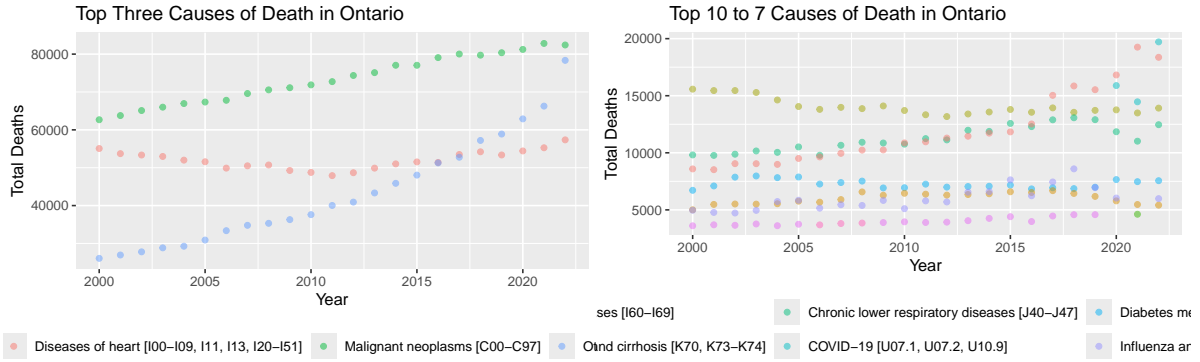 Top Three Causes of Death in Ontario
80000
60000
40000
Total Deaths
2000
2005
2010
2015
2020
Year
Diseases of heart [I00–I09, I11, I13, I20–I51]
Malignant neoplasms [C00–C97]
Top 10 to 7 Causes of Death in Ontario
20000
15000
10000
5000
Total Deaths
2000
2005
2010
2015
2020
Year
ses [I60–I69]
Chronic lower respiratory diseases [J40–J47]
Diabetes me
nd cirrhosis [K70, K73–K74]
COVID–19 [U07.1, U07.2, U10.9]
Influenza an